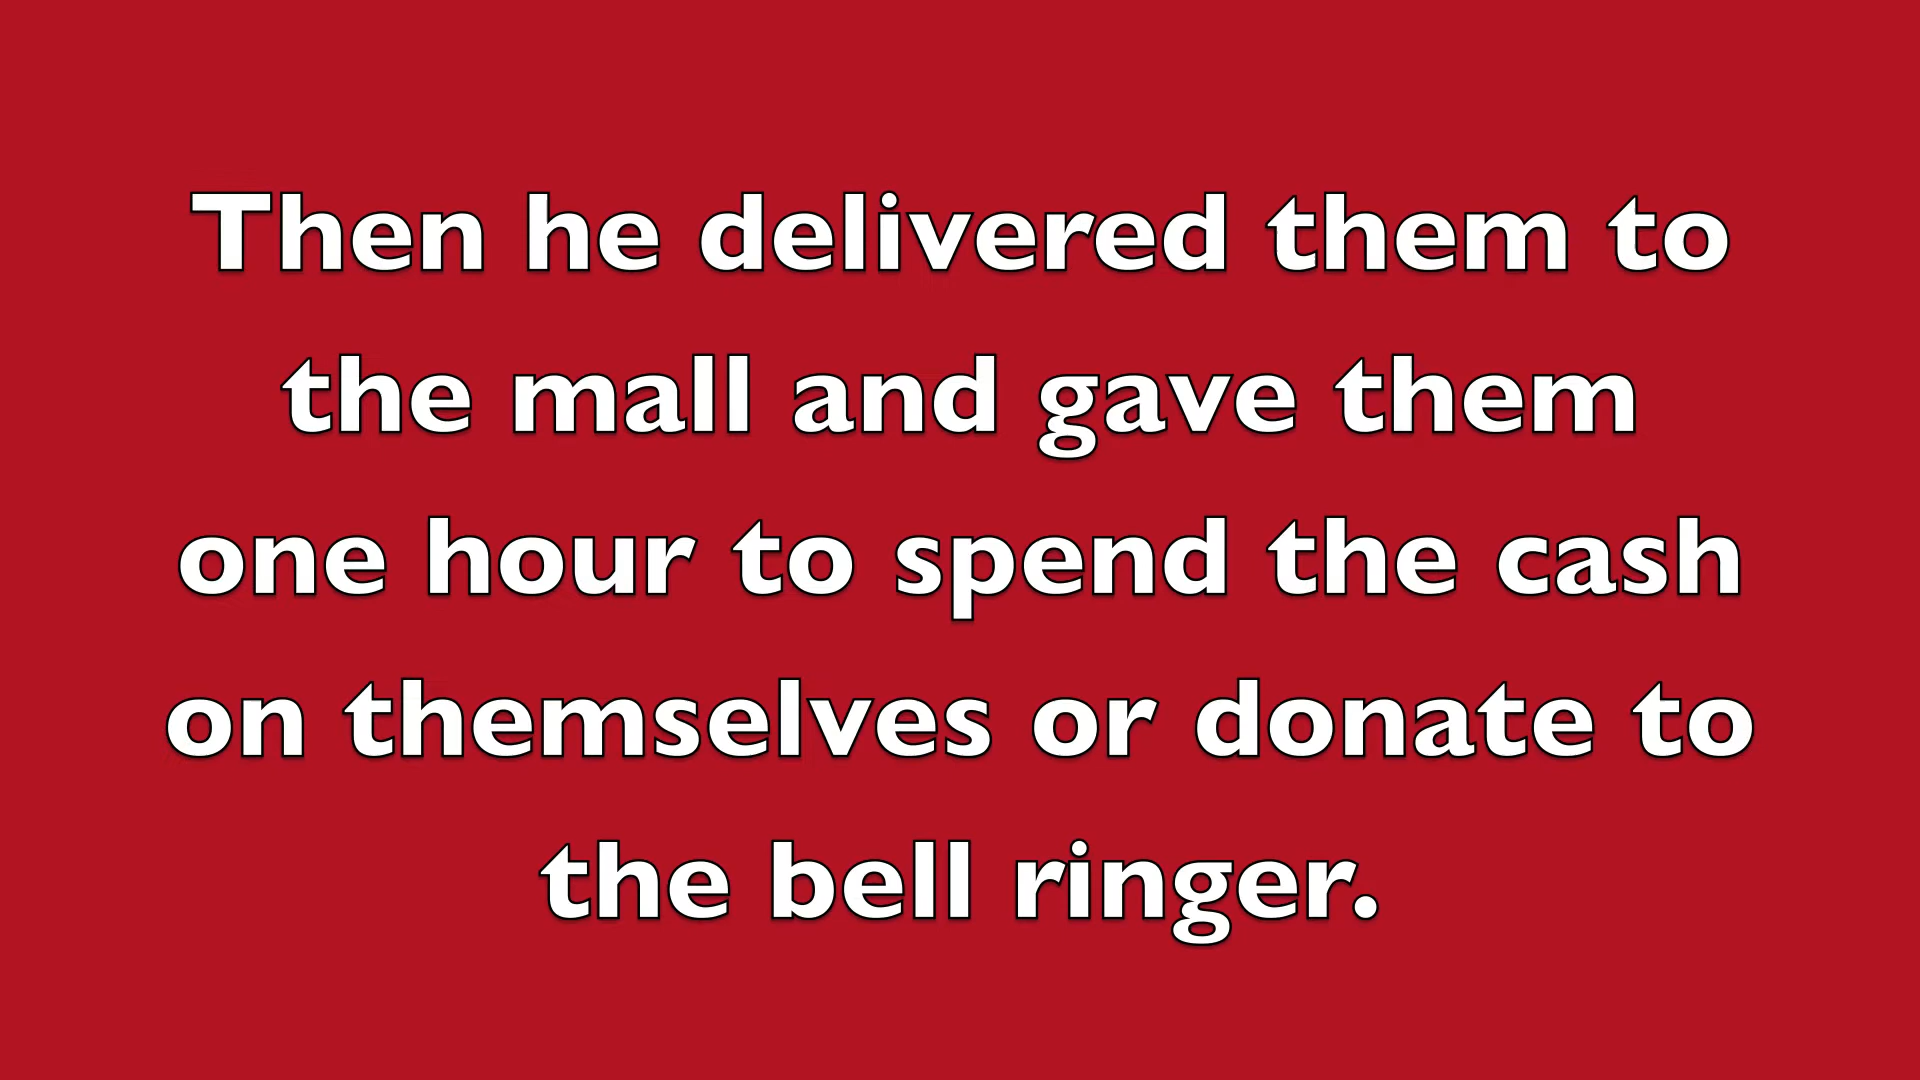 Then he delivered them to
the mall and gave them
one hour to spend the cash
on themselves or donate to
the bell ringer.